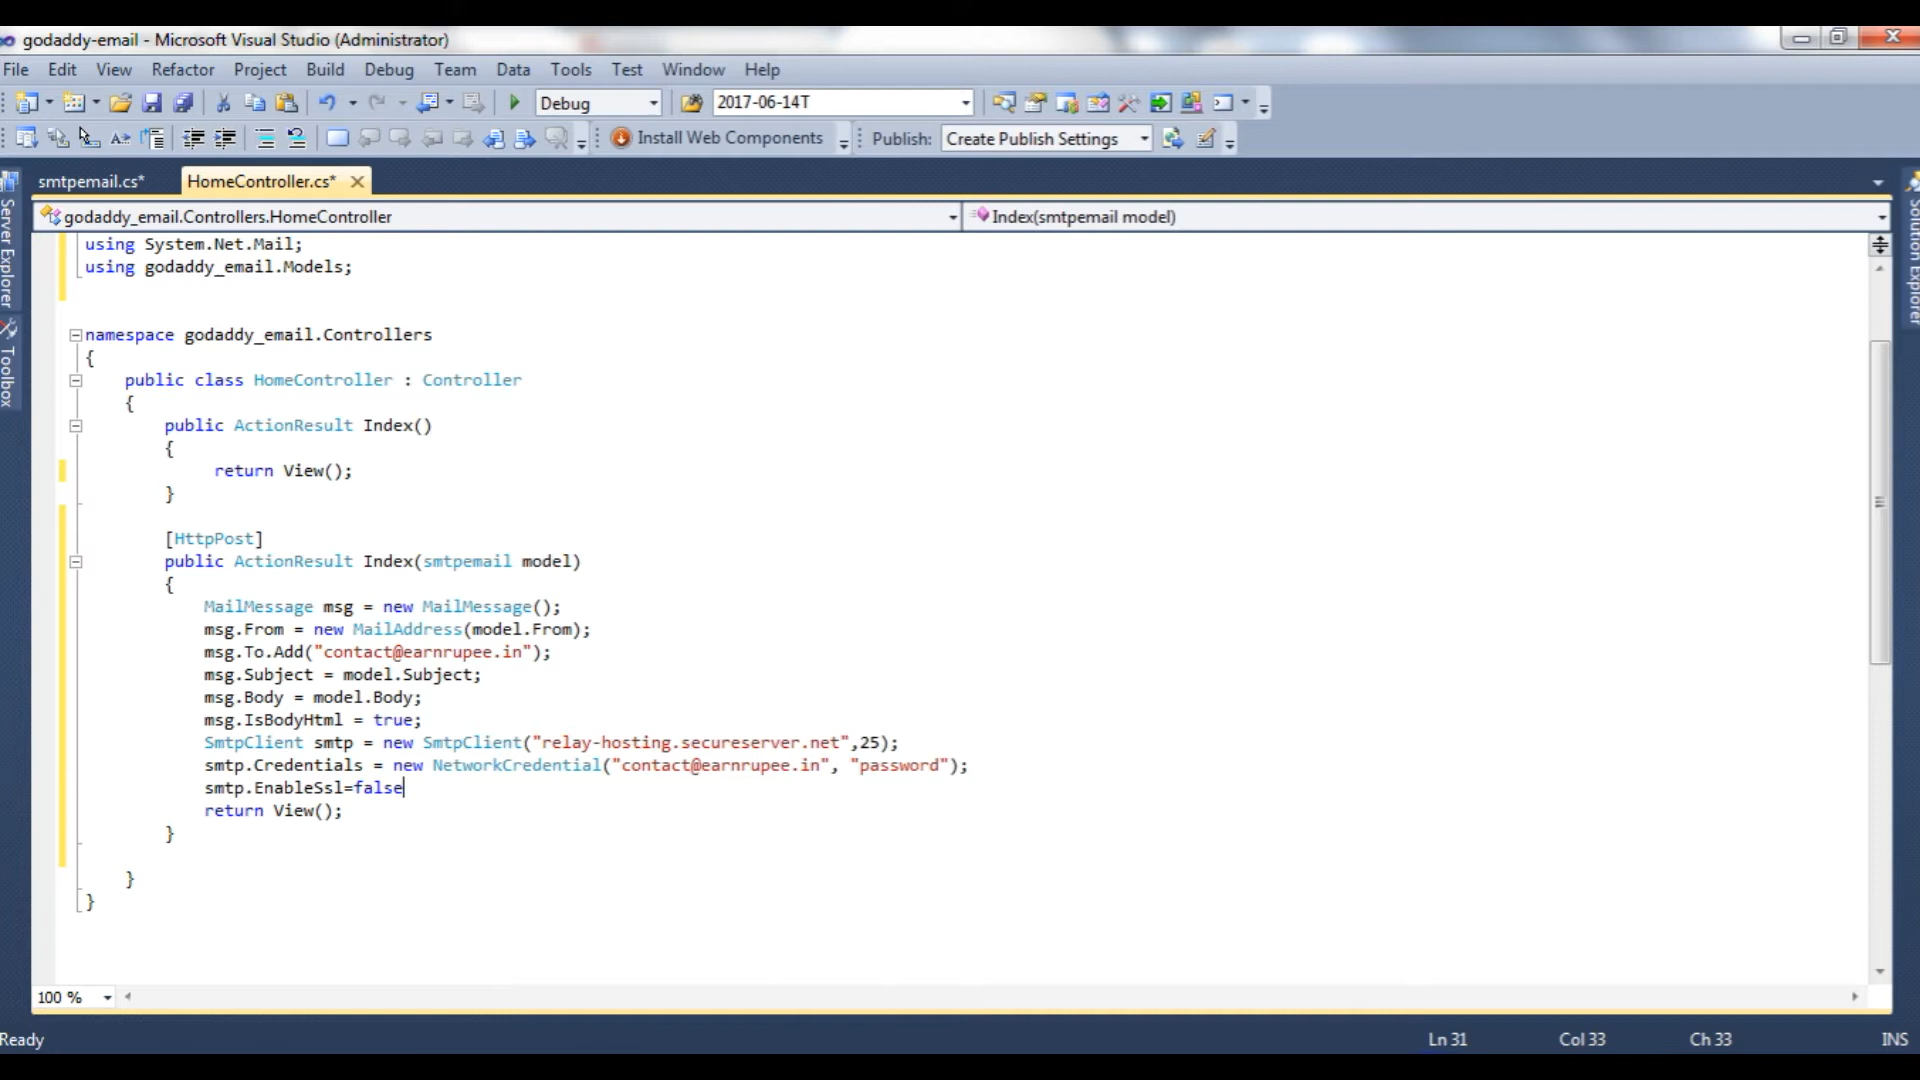 godaddy-email - Microsoft Visual Studio (Administrator)
File Edit View Refactor Project Build Debug Team Data Tools Test Window Help
Debug 2017-06-14T
Install Web Components Publish: Create Publish Settings
smtpemail.cs* HomeController.cs*
godaddy_email.Controllers.HomeController Index(smtpemail model)
Server Explorer
Toolbox
Solution Explorer
using System.Net.Mail;
using godaddy_email.Models;
namespace godaddy_email.Controllers
{
public class HomeController : Controller
{
public ActionResult Index()
{
return View();
}
[HttpPost]
public ActionResult Index(smtpemail model)
{
MailMessage msg = new MailMessage();
msg.From = new MailAddress(model.From);
msg.To.Add("contact@earnrupee.in");
msg.Subject = model.Subject;
msg.Body = model.Body;
msg.IsBodyHtml = true;
SmtpClient smtp = new SmtpClient("relay-hosting.secureserver.net",25);
smtp.Credentials = new NetworkCredential("contact@earnrupee.in", "password");
smtp.EnableSsl=false
return View();
}
}
}
100 %
Ready Ln 31 Col 33 Ch 33 INS